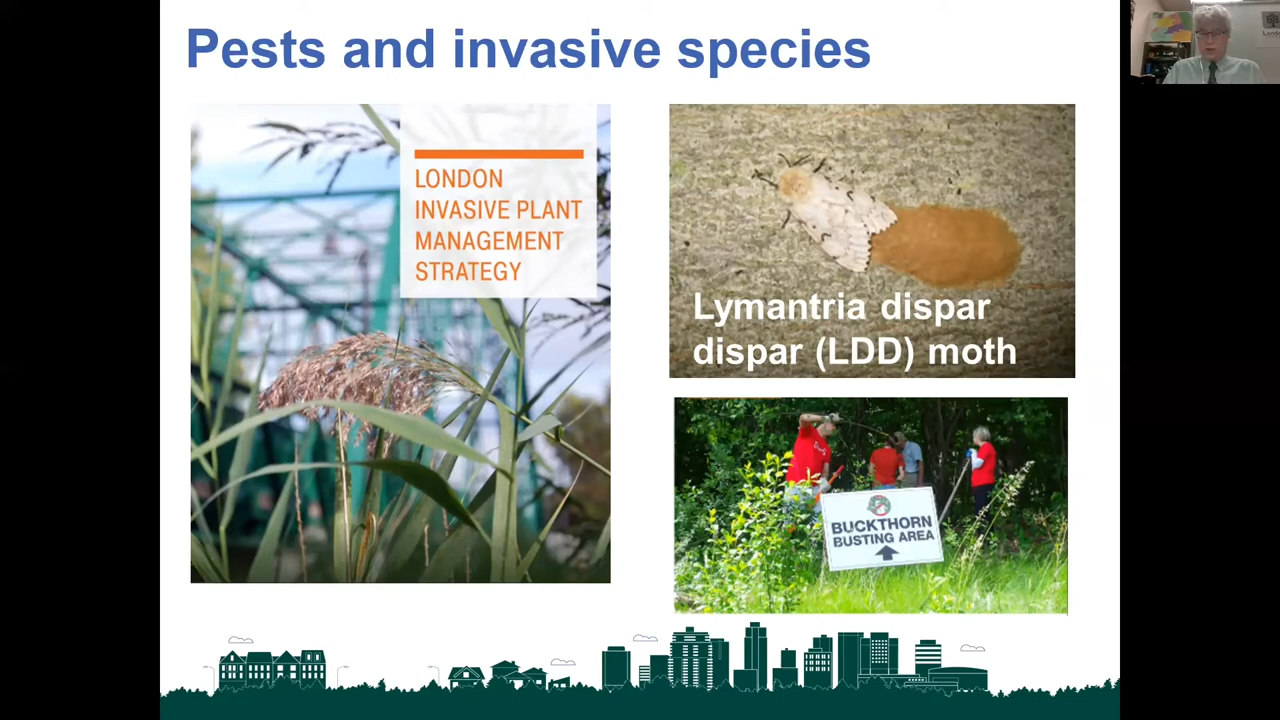 Pests and invasive species
LONDON
INVASIVE PLANT
MANAGEMENT
STRATEGY
Lymantria dispar
dispar (LDD) moth
BUCKTHORN
BUSTING AREA